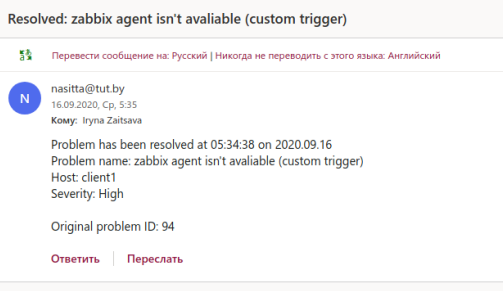 Resolved: zabbix agent isn't avaliable (custom trigger)
Перевести сообщение на: Русский | Никогда не переводить с этого языка: Английский
N
nasitta@tut.by
16.09.2020, Ср, 5:35
Кому: Iryna Zaitsava
Problem has been resolved at 05:34:38 on 2020.09.16
Problem name: zabbix agent isn't avaliable (custom trigger)
Host: client1
Severity: High
Original problem ID: 94
Ответить | Переслать